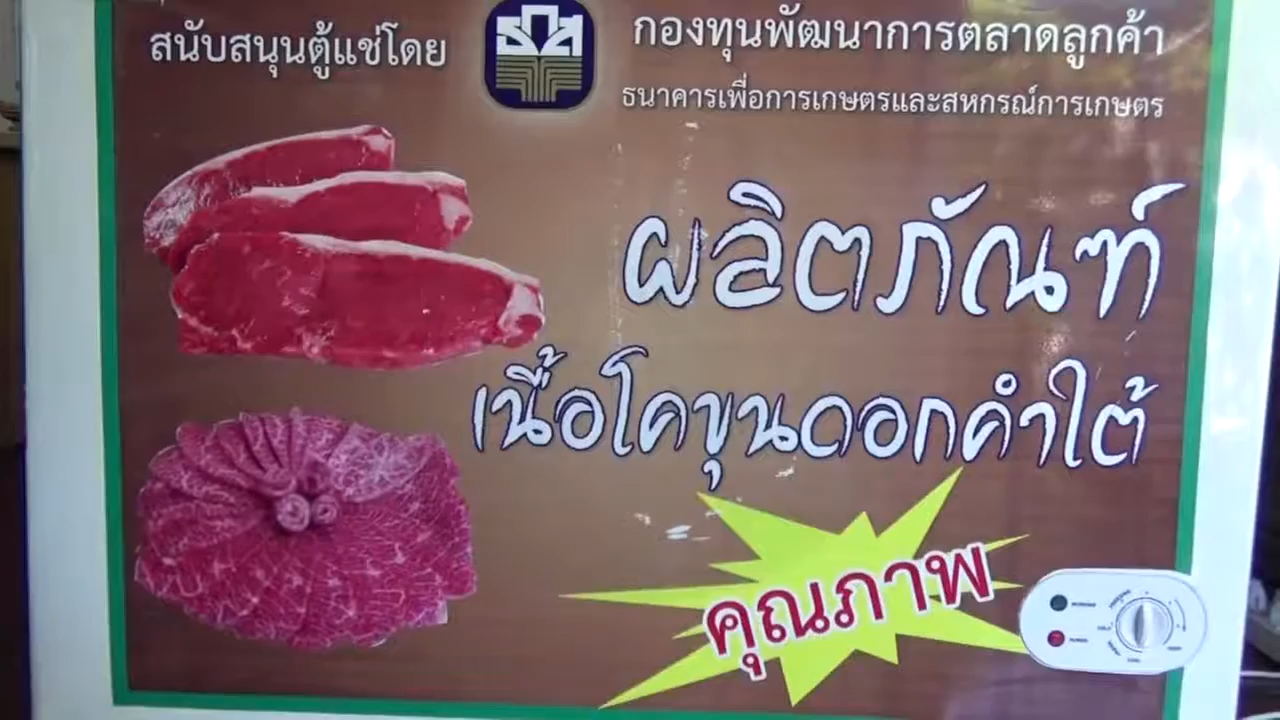 สนับสนุนตู้แช่โดย
ธกส
กองทุนพัฒนาการตลาดลูกค้า
ธนาคารเพื่อการเกษตรและสหกรณ์การเกษตร
ผลิตภัณฑ์
เนื้อโคขุนดอกคำใต้
คุณภาพ